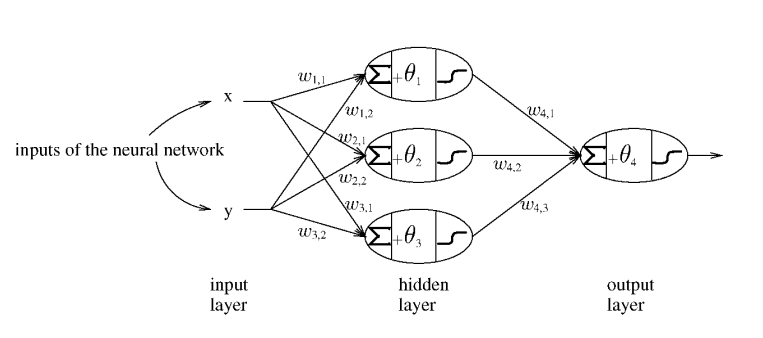 w1,1
Σ+θ1
w1,2
x
w4,1
w2,1
inputs of the neural network
Σ+θ2
w4,2
Σ+θ4
w2,2
w3,1
w4,3
y
w3,2
Σ+θ3
input
layer
hidden
layer
output
layer